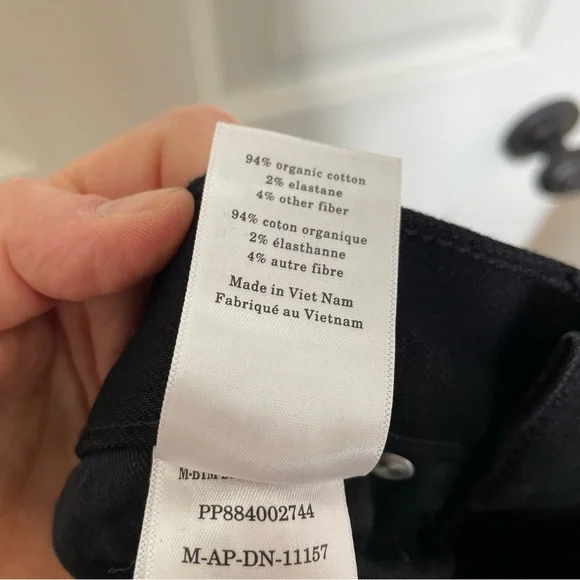 94% organic cotton
2% elastane
4% other fiber
94% coton organique
2% élasthanne
4% autre fibre
Made in Viet Nam
Fabriqué au Vietnam
PP884002744
M-AP-DN-11157